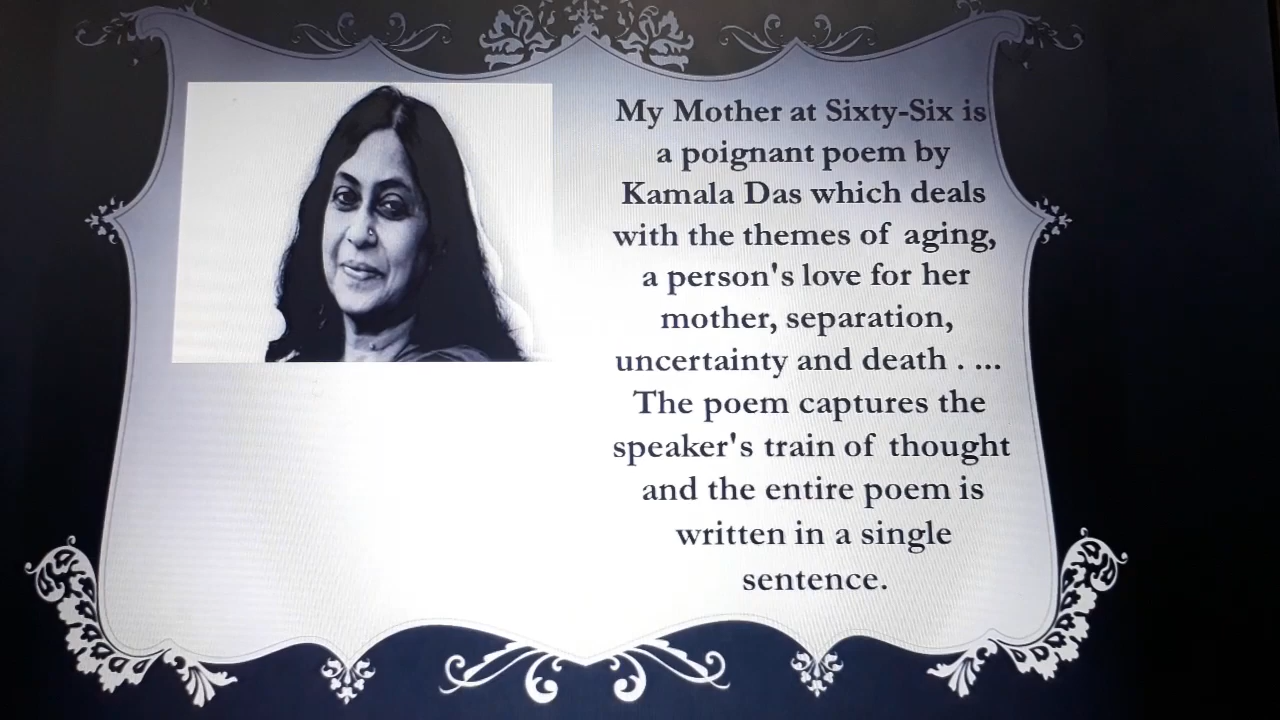 My Mother at Sixty-Six is
a poignant poem by
Kamala Das which deals
with the themes of aging,
a person's love for her
mother, separation,
uncertainty and death . ...
The poem captures the
speaker's train of thought
and the entire poem is
written in a single
sentence.